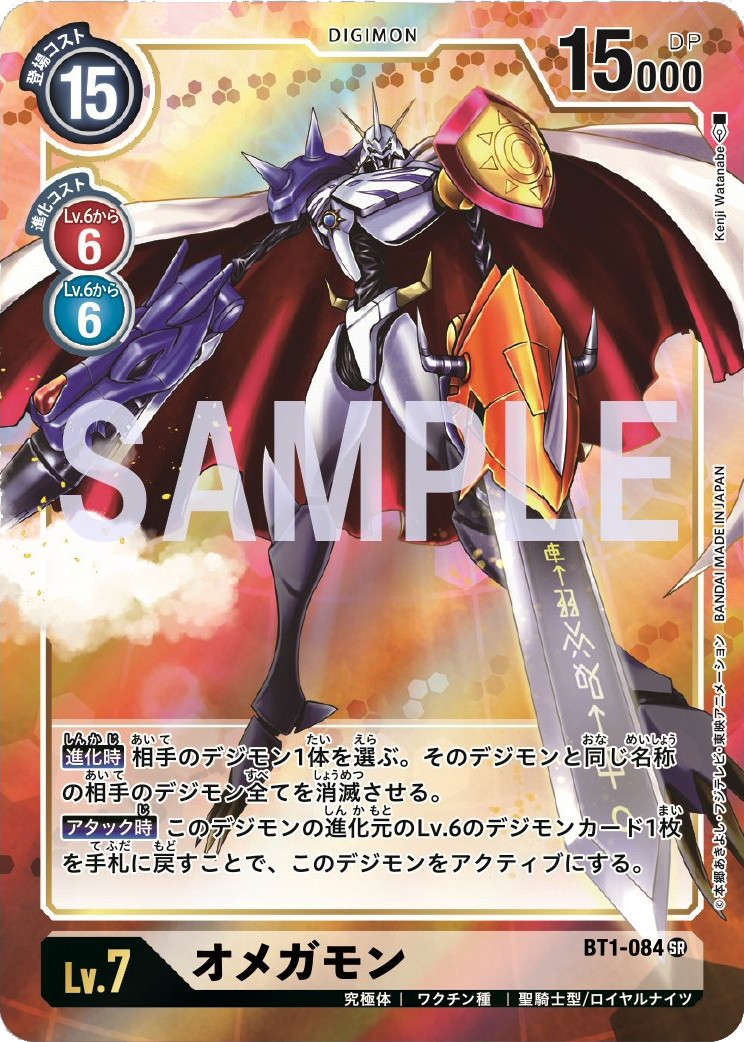 DIGIMON
登場コスト
15
15000
DP
進化コスト
Lv.6から
6
Lv.6から
6
Kenji Watanabe
SAMPLE
進化時 相手のデジモン1体を選ぶ。そのデジモンと同じ名称
の相手のデジモン全てを消滅させる。
アタック時 このデジモンの進化元のLv.6のデジモンカード1枚
を手札に戻すことで、このデジモンをアクティブにする。
©本郷あきよし・フジテレビ・東映アニメーション BANDAI MADE IN JAPAN
BT1-084 SR
Lv.7
オメガモン
究極体 | ワクチン種 | 聖騎士型/ロイヤルナイツ